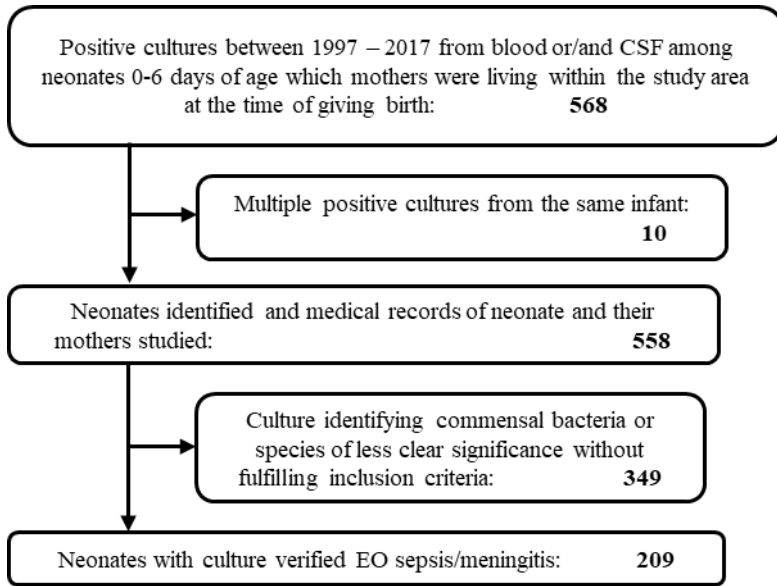 Positive cultures between 1997 – 2017 from blood or/and CSF among
neonates 0-6 days of age which mothers were living within the study area
at the time of giving birth: 568
Multiple positive cultures from the same infant:
10
Neonates identified and medical records of neonate and their
mothers studied: 558
Culture identifying commensal bacteria or
species of less clear significance without
fulfilling inclusion criteria: 349
Neonates with culture verified EO sepsis/meningitis: 209